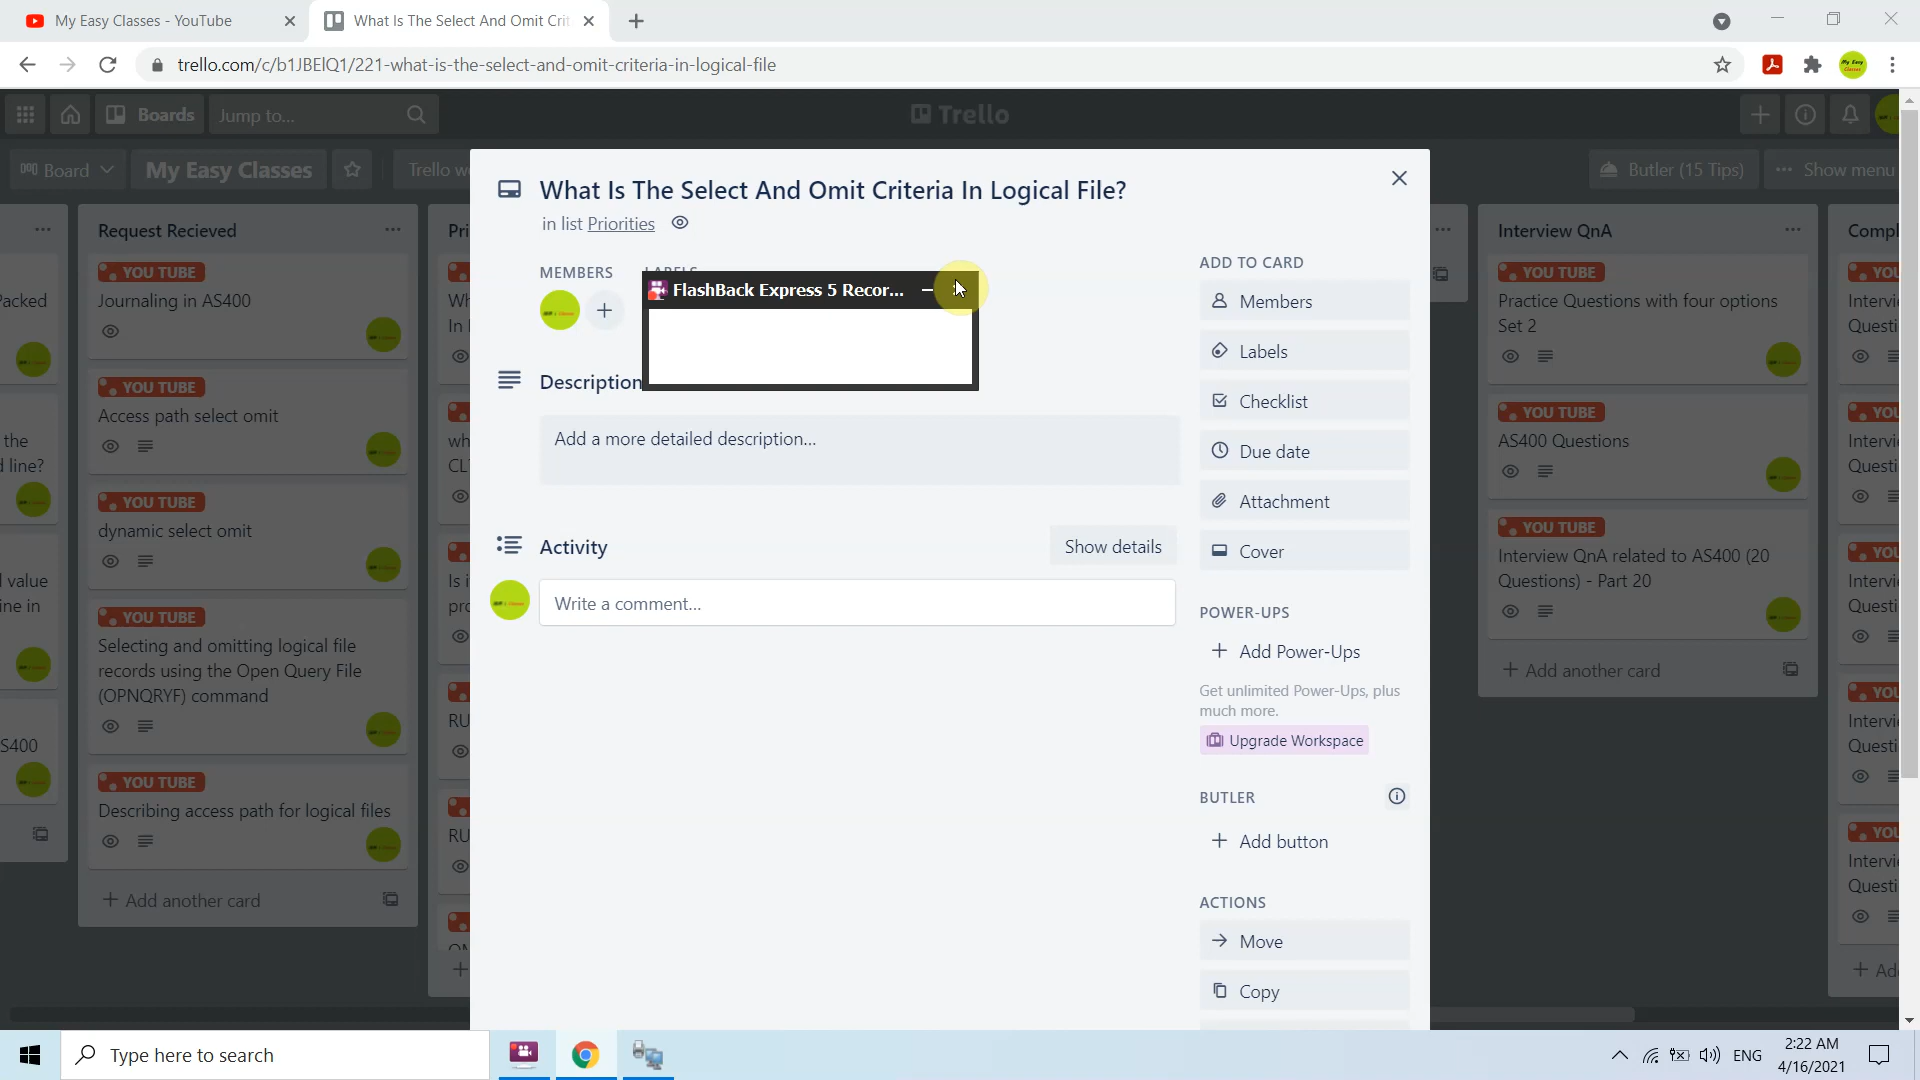 My Easy Classes - YouTube
What Is The Select And Omit Crit
trello.com/c/b1JBElQ1/221-what-is-the-select-and-omit-criteria-in-logical-file
Boards
Jump to...
Trello
Board
My Easy Classes
Butler (15 Tips)
Show menu
What Is The Select And Omit Criteria In Logical File?
in list Priorities
MEMBERS
LABELS
FlashBack Express 5 Recor...
Description
Add a more detailed description...
Activity
Show details
Write a comment...
ADD TO CARD
Members
Labels
Checklist
Due date
Attachment
Cover
POWER-UPS
Add Power-Ups
Get unlimited Power-Ups, plus
much more.
Upgrade Workspace
BUTLER
Add button
ACTIONS
Move
Copy
Packed
the
d line?
value
ine in
S400
Request Recieved
YOU TUBE
Journaling in AS400
YOU TUBE
Access path select omit
YOU TUBE
dynamic select omit
YOU TUBE
Selecting and omitting logical file
records using the Open Query File
(OPNQRYF) command
YOU TUBE
Describing access path for logical files
Add another card
Interview QnA
YOU TUBE
Practice Questions with four options
Set 2
YOU TUBE
AS400 Questions
YOU TUBE
Interview QnA related to AS400 (20
Questions) - Part 20
Add another card
Type here to search
ENG
2:22 AM
4/16/2021